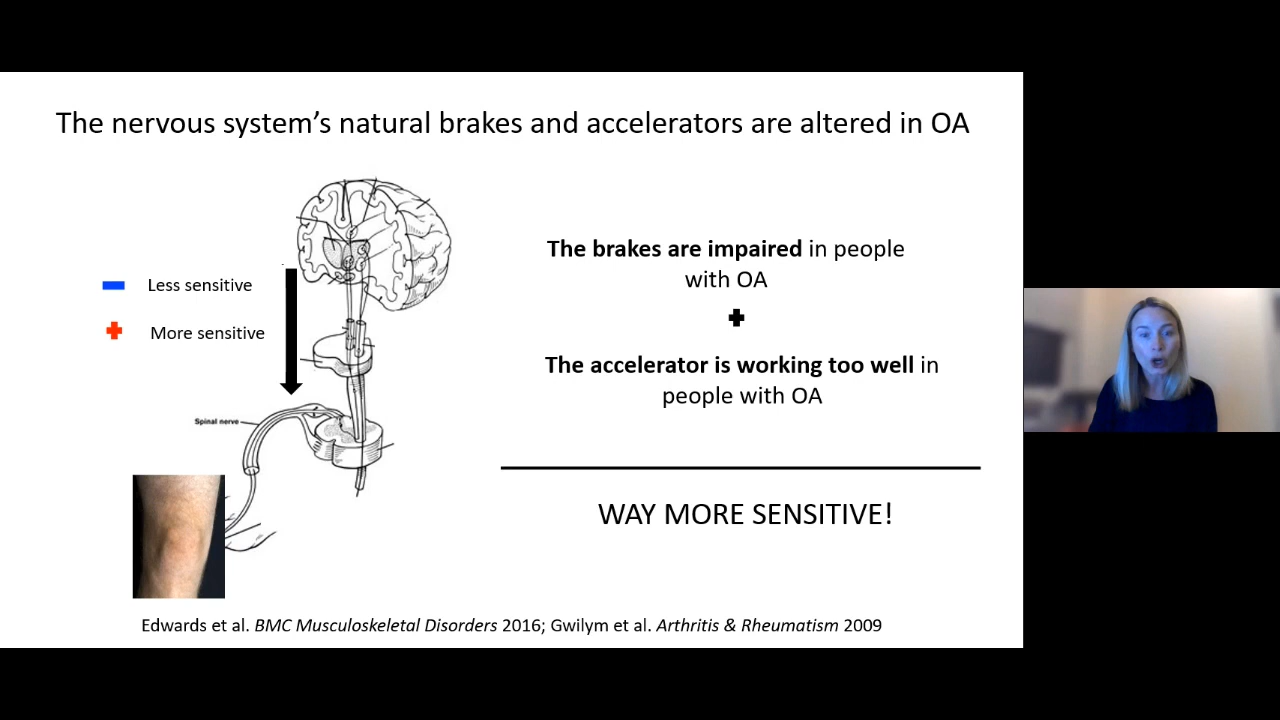 The nervous system's natural brakes and accelerators are altered in OA
Less sensitive
More sensitive
Spinal nerve
The brakes are impaired in people
with OA
The accelerator is working too well in
people with OA
WAY MORE SENSITIVE!
Edwards et al. BMC Musculoskeletal Disorders 2016; Gwilym et al. Arthritis & Rheumatism 2009